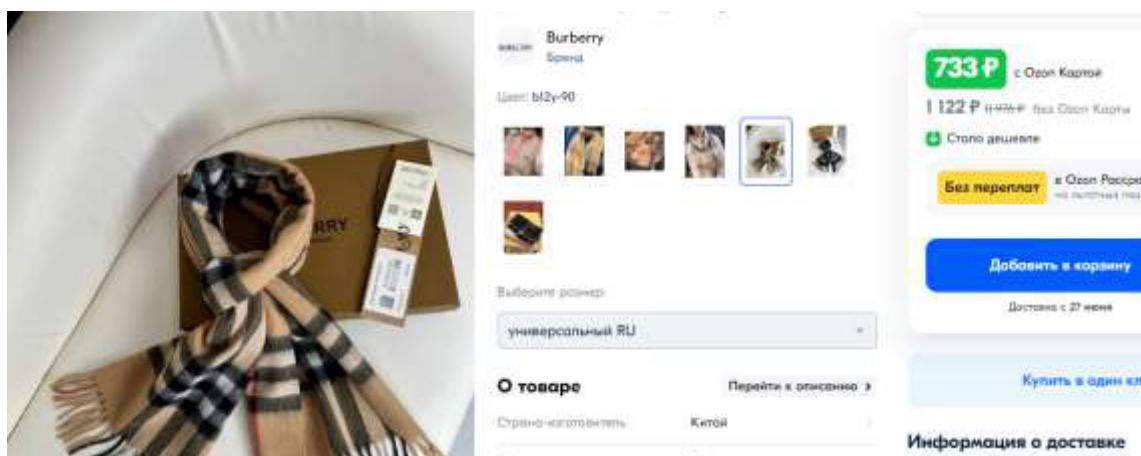 RRY
Burberry
Бренд
Цвет: bl2y-90
Выберите размер
универсальный RU
О товаре
Перейти к описанию
Страна-изготовитель
Китай
733 ₽ с Ozon Картой
1 122 ₽ без Ozon Карты
Стало дешевле
Без переплат
в Ozon
Добавить в корзину
Доставка с 27 июня
Купить в один кл
Информация о доставке